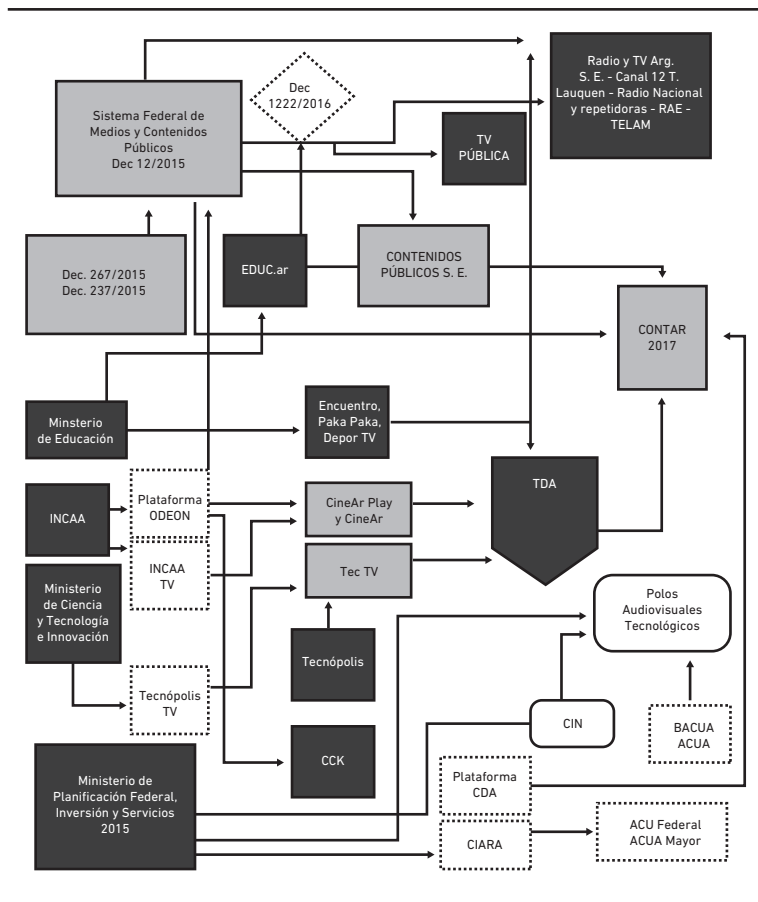 Radio y TV Arg.
S. E. - Canal 12 T.
Lauquen - Radio Nacional
y repetidoras - RAE -
TELAM
Dec
1222/2016
Sistema Federal de
Medios y Contenidos
Públicos
Dec 12/2015
TV
PÚBLICA
Dec. 267/2015
Dec. 237/2015
EDUC.ar
CONTENIDOS
PÚBLICOS S. E.
CONTAR
2017
Minsterio
de Educación
Encuentro,
Paka Paka,
Depor TV
TDA
INCAA
Plataforma
ODEON
CineAr Play
y CineAr
INCAA
TV
Tec TV
Ministerio
de Ciencia
y Tecnología
e Innovación
Polos
Audiovisuales
Tecnológicos
Tecnópolis
Tecnópolis
TV
CIN
BACUA
ACUA
CCK
Ministerio de
Planificación Federal,
Inversión y Servicios
2015
Plataforma
CDA
CIARA
ACU Federal
ACUA Mayor